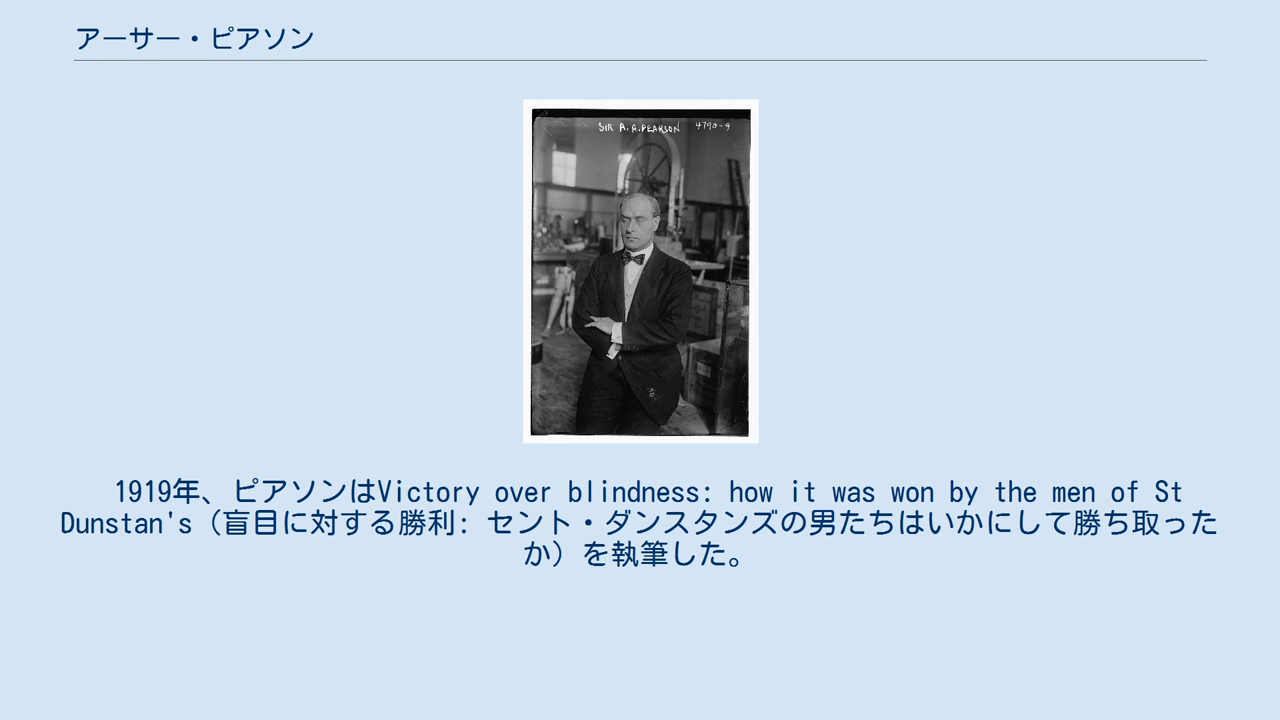 アーサー・ピアソン
SIR A. A. PEARSON 4790-9
1919年、ピアソンはVictory over blindness: how it was won by the men of St
Dunstan's（盲目に対する勝利: セント・ダンスタンズの男たちはいかにして勝ち取った
か）を執筆した。